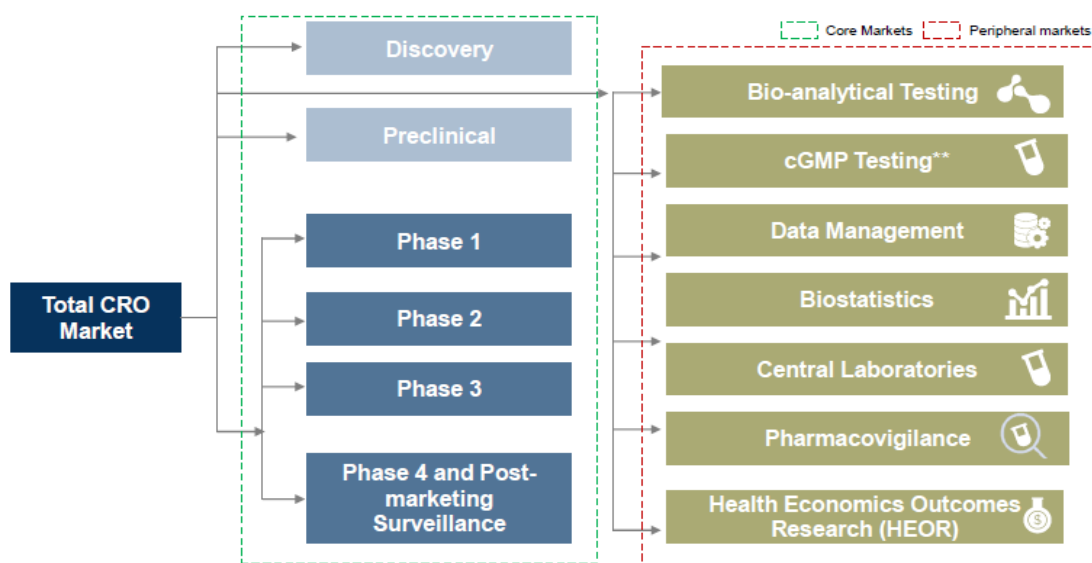 Core Markets
Peripheral markets
Discovery
Preclinical
Phase 1
Phase 2
Phase 3
Phase 4 and Post-
marketing
Surveillance
Total CRO
Market
Bio-analytical Testing
cGMP Testing**
Data Management
Biostatistics
Central Laboratories
Pharmacovigilance
Health Economics Outcomes
Research (HEOR)
$